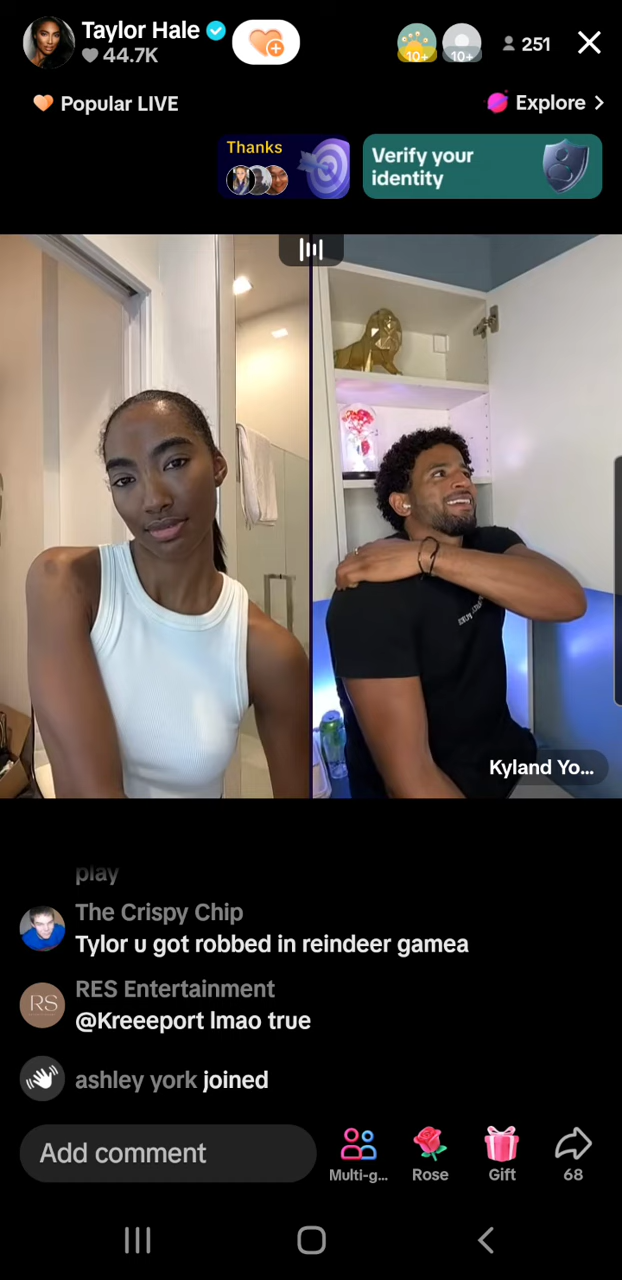 Taylor Hale
44.7K
10+
10+
251
Popular LIVE
Explore >
Thanks
Verify your
identity
Kyland Yo...
play
The Crispy Chip
Tylor u got robbed in reindeer gamea
RES Entertainment
RS
@Kreeeport lmao true
ashley york joined
Add comment
Multi-g...
Rose
Gift
68